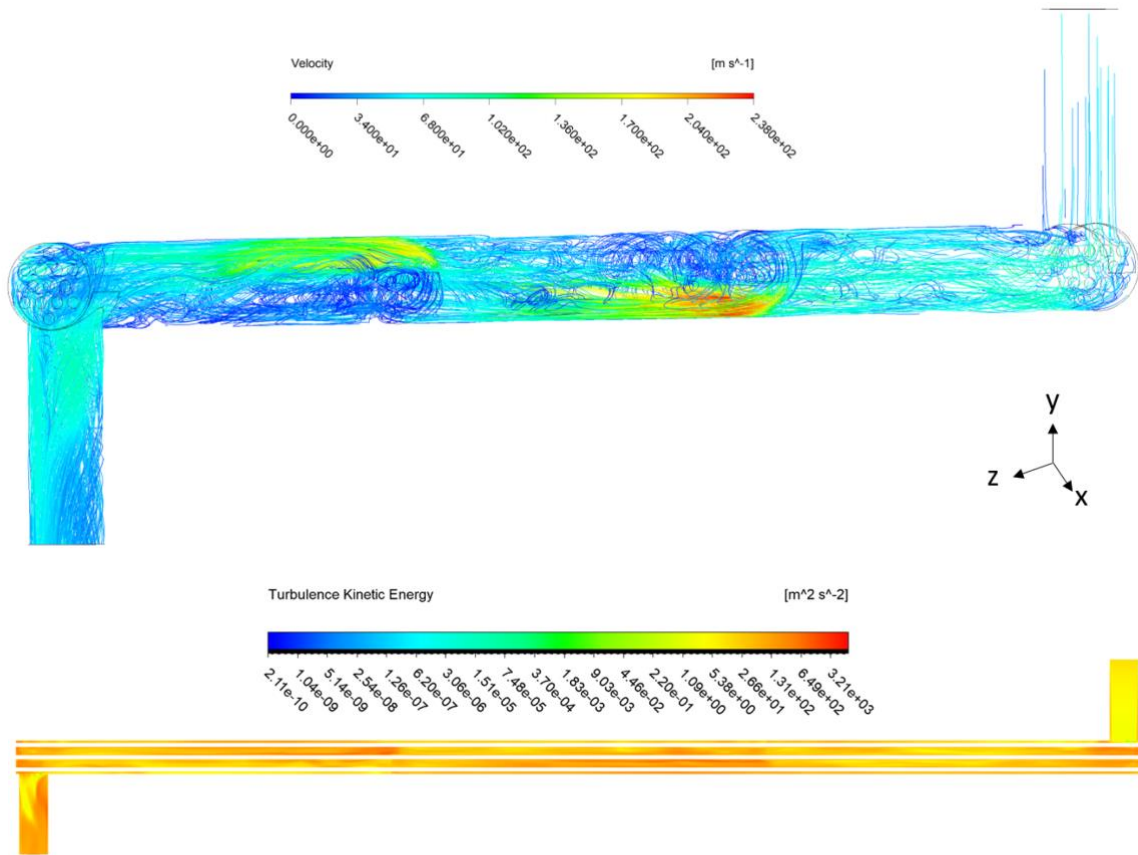 Velocity [m s^-1]
0.000e+00 3.400e+01 6.800e+01 1.020e+02 1.360e+02 1.700e+02 2.040e+02 2.380e+02
y
z
x
Turbulence Kinetic Energy [m^2 s^-2]
2.11e-10 1.04e-09 5.14e-09 2.54e-08 1.26e-07 6.20e-07 3.06e-06 1.51e-05 7.48e-05 3.70e-04 1.83e-03 9.03e-03 4.46e-02 2.20e-01 1.09e+00 5.38e+00 2.66e+01 1.31e+02 6.49e+02 3.21e+03